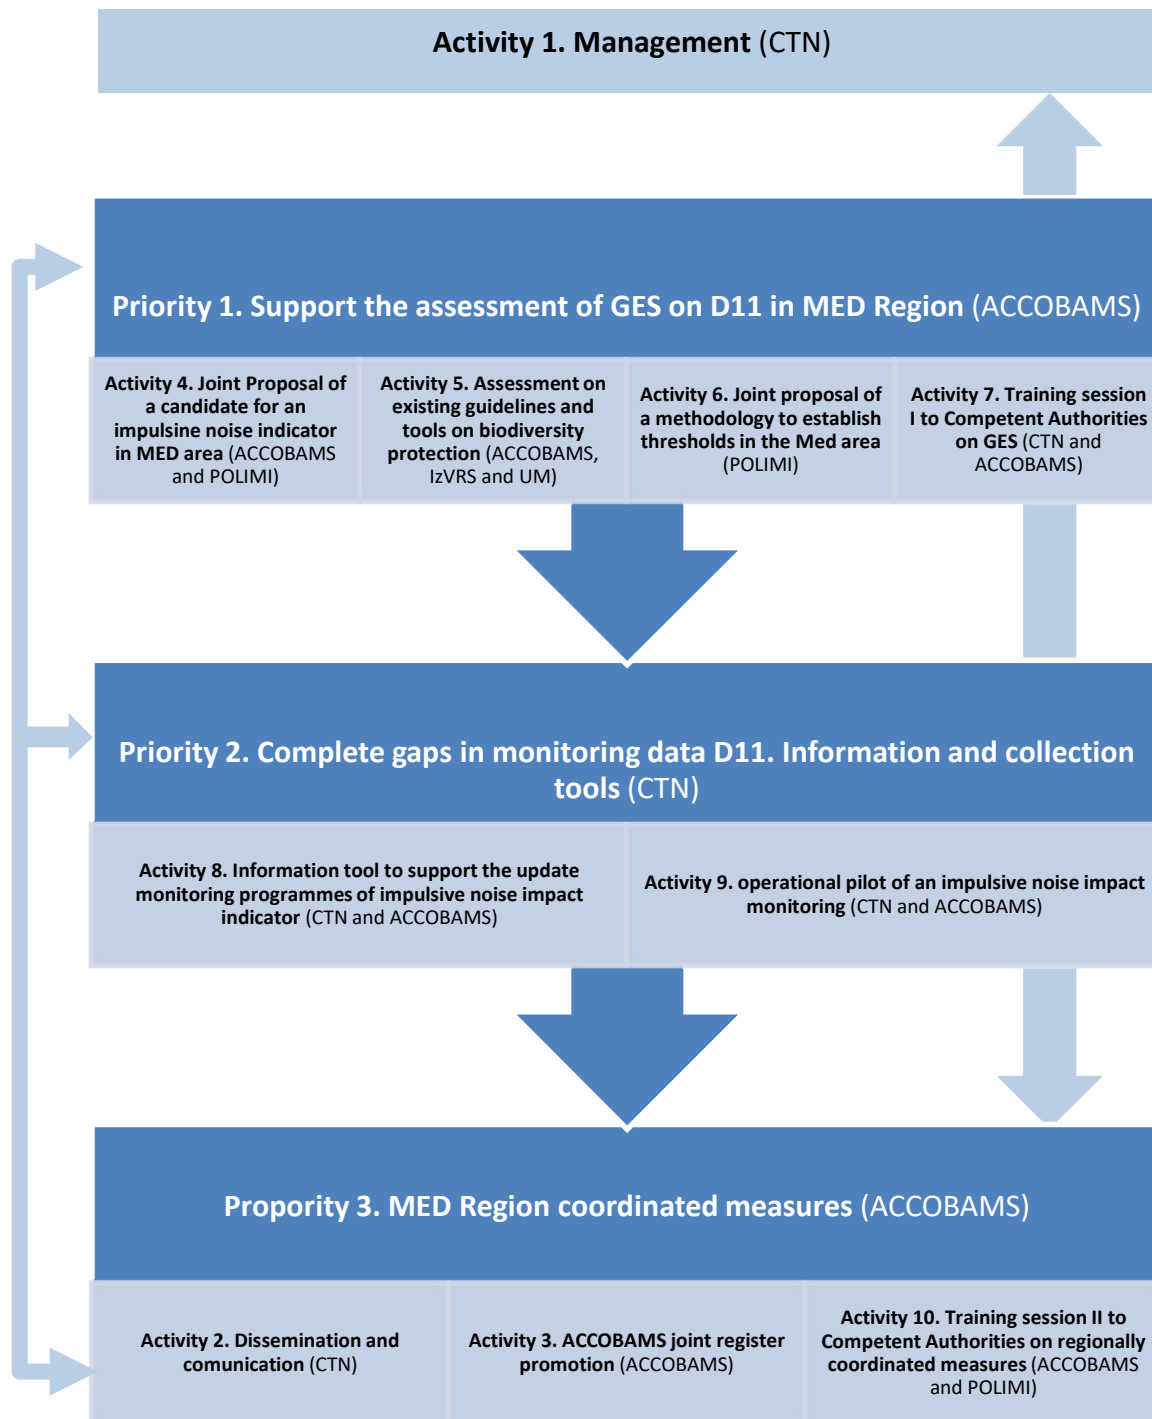 Activity 1. Management (CTN)
Priority 1. Support the assessment of GES on D11 in MED Region (ACCOBAMS)
Activity 4. Joint Proposal of
a candidate for an
impulsine noise indicator
in MED area (ACCOBAMS
and POLIMI)
Activity 5. Assessment on
existing guidelines and
tools on biodiversity
protection (ACCOBAMS,
IzVRS and UM)
Activity 6. Joint proposal of
a methodology to establish
thresholds in the Med area
(POLIMI)
Activity 7. Training session
I to Competent Authorities
on GES (CTN and
ACCOBAMS)
Priority 2. Complete gaps in monitoring data D11. Information and collection
tools (CTN)
Activity 8. Information tool to support the update
monitoring programmes of impulsive noise impact
indicator (CTN and ACCOBAMS)
Activity 9. operational pilot of an impulsive noise impact
monitoring (CTN and ACCOBAMS)
Propority 3. MED Region coordinated measures (ACCOBAMS)
Activity 2. Dissemination and
comunication (CTN)
Activity 3. ACCOBAMS joint register
promotion (ACCOBAMS)
Activity 10. Training session II to
Competent Authorities on regionally
coordinated measures (ACCOBAMS
and POLIMI)